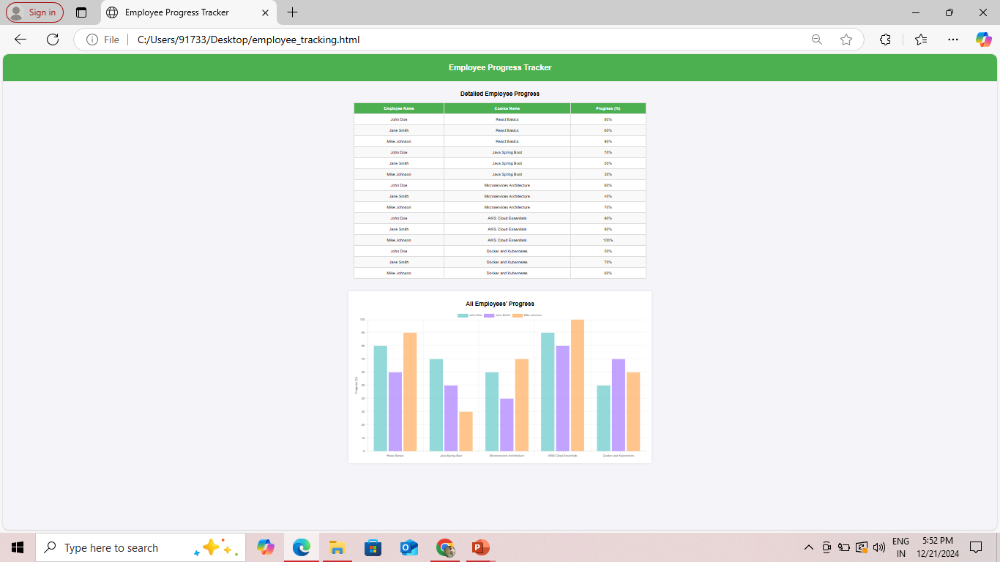 Sign in
Employee Progress Tracker
File
C:/Users/91733/Desktop/employee_tracking.html
Employee Progress Tracker
Detailed Employee Progress
Employee Name Course Name Progress (%)
John Doe React Basics 80%
Jane Smith React Basics 60%
Mike Johnson React Basics 90%
John Doe Java Spring Boot 70%
Jane Smith Java Spring Boot 50%
Mike Johnson Java Spring Boot 30%
John Doe Microservices Architecture 60%
Jane Smith Microservices Architecture 40%
Mike Johnson Microservices Architecture 70%
John Doe AWS Cloud Essentials 90%
Jane Smith AWS Cloud Essentials 80%
Mike Johnson AWS Cloud Essentials 100%
John Doe Docker and Kubernetes 50%
Jane Smith Docker and Kubernetes 70%
Mike Johnson Docker and Kubernetes 60%
All Employees' Progress
John Doe Jane Smith Mike Johnson
100
90
80
70
60
50
40
30
20
10
0
Progress (%)
React Basics Java Spring Boot Microservices Architecture AWS Cloud Essentials Docker and Kubernetes
Type here to search
ENG
IN
5:52 PM
12/21/2024